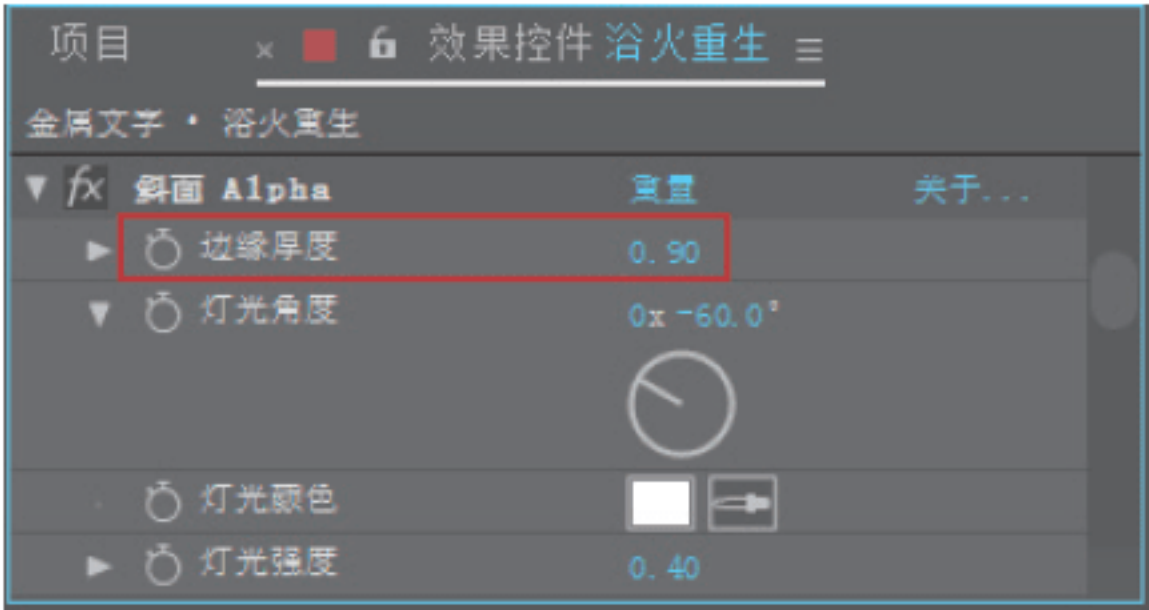 项目 × 效果控件 浴火重生 ≡
金属文字 · 浴火重生
fx 斜面 Alpha 重置 关于...
边缘厚度 0.90
灯光角度 0x -60.0°
灯光颜色
灯光强度 0.40